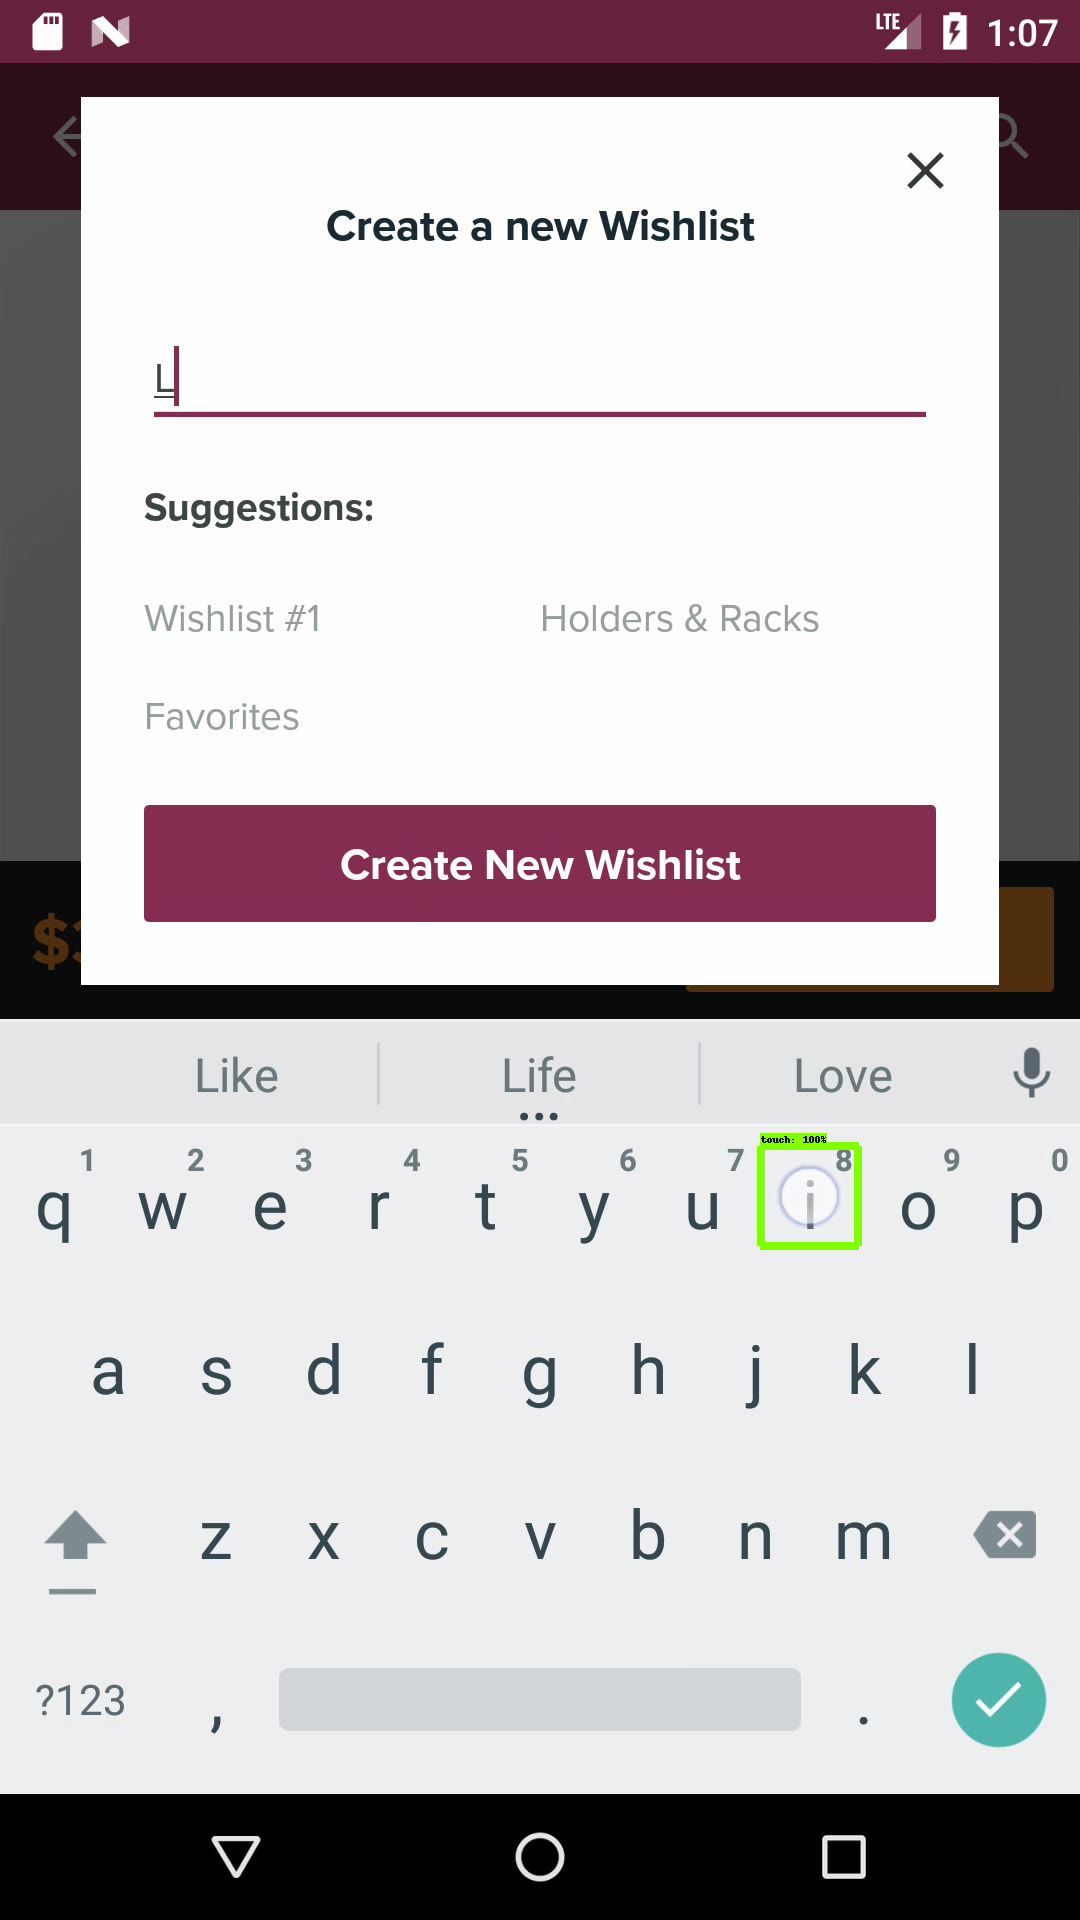 LTE 1:07
Create a new Wishlist
L
Suggestions:
Wishlist #1 Holders & Racks
Favorites
Create New Wishlist
Like Life Love
touch: 100%
1 2 3 4 5 6 7 8 9 0
q w e r t y u i o p
a s d f g h j k l
z x c v b n m
?123 , .